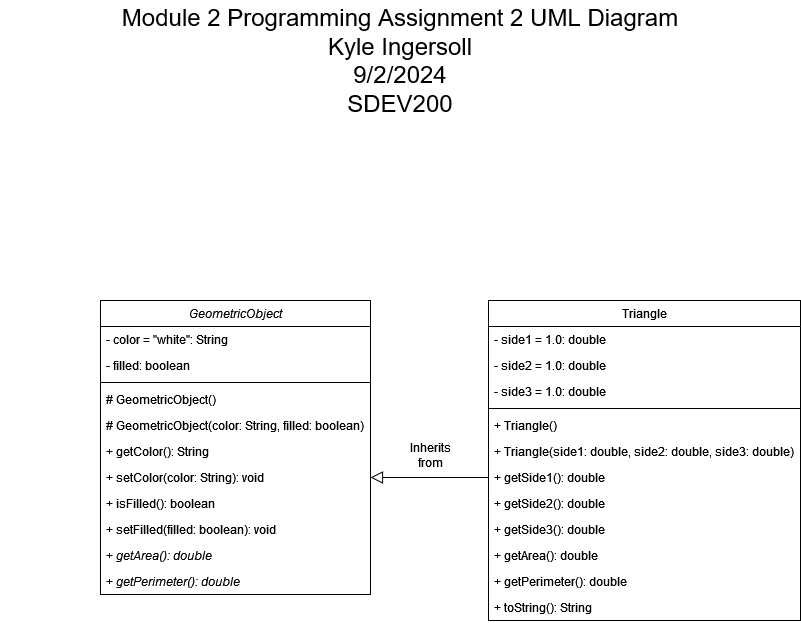 Module 2 Programming Assignment 2 UML Diagram
Kyle Ingersoll
9/2/2024
SDEV200
GeometricObject
- color = "white": String
- filled: boolean
# GeometricObject()
# GeometricObject(color: String, filled: boolean)
+ getColor(): String
+ setColor(color: String): void
+ isFilled(): boolean
+ setFilled(filled: boolean): void
+ getArea(): double
+ getPerimeter(): double
Inherits
from
Triangle
- side1 = 1.0: double
- side2 = 1.0: double
- side3 = 1.0: double
+ Triangle()
+ Triangle(side1: double, side2: double, side3: double)
+ getSide1(): double
+ getSide2(): double
+ getSide3(): double
+ getArea(): double
+ getPerimeter(): double
+ toString(): String